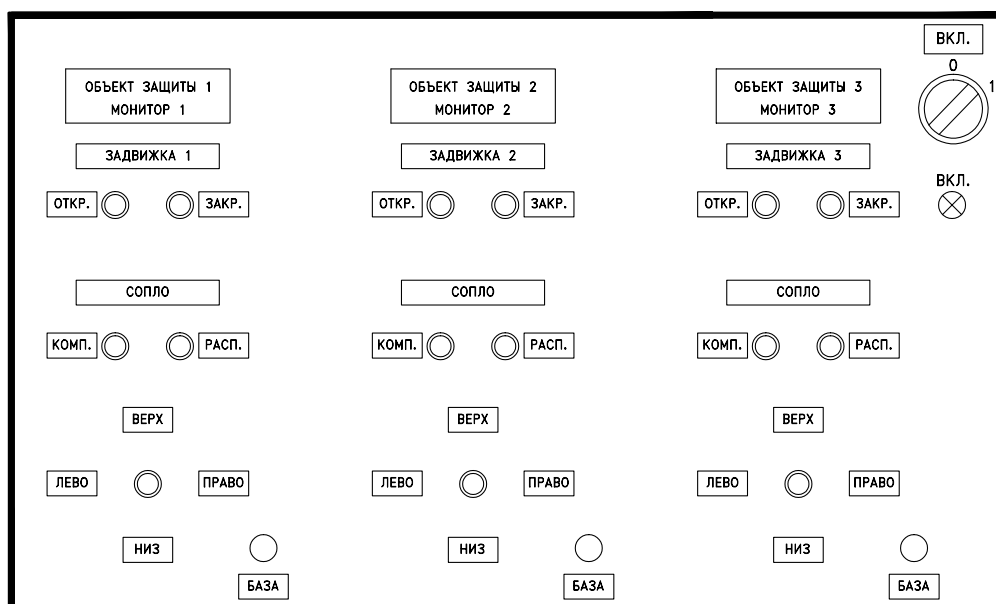 ВКЛ.
0
1
ОБЪЕКТ ЗАЩИТЫ 1
МОНИТОР 1
ОБЪЕКТ ЗАЩИТЫ 2
МОНИТОР 2
ОБЪЕКТ ЗАЩИТЫ 3
МОНИТОР 3
ЗАДВИЖКА 1
ЗАДВИЖКА 2
ЗАДВИЖКА 3
ВКЛ.
ОТКР. ЗАКР.
ОТКР. ЗАКР.
ОТКР. ЗАКР.
СОПЛО
СОПЛО
СОПЛО
КОМП. РАСП.
КОМП. РАСП.
КОМП. РАСП.
ВЕРХ
ВЕРХ
ВЕРХ
ЛЕВО ПРАВО
ЛЕВО ПРАВО
ЛЕВО ПРАВО
НИЗ
НИЗ
НИЗ
БАЗА
БАЗА
БАЗА